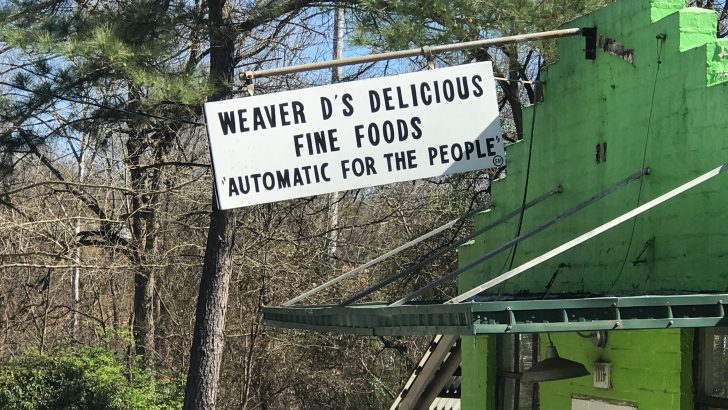 WEAVER D'S DELICIOUS
FINE FOODS
"AUTOMATIC FOR THE PEOPLE"